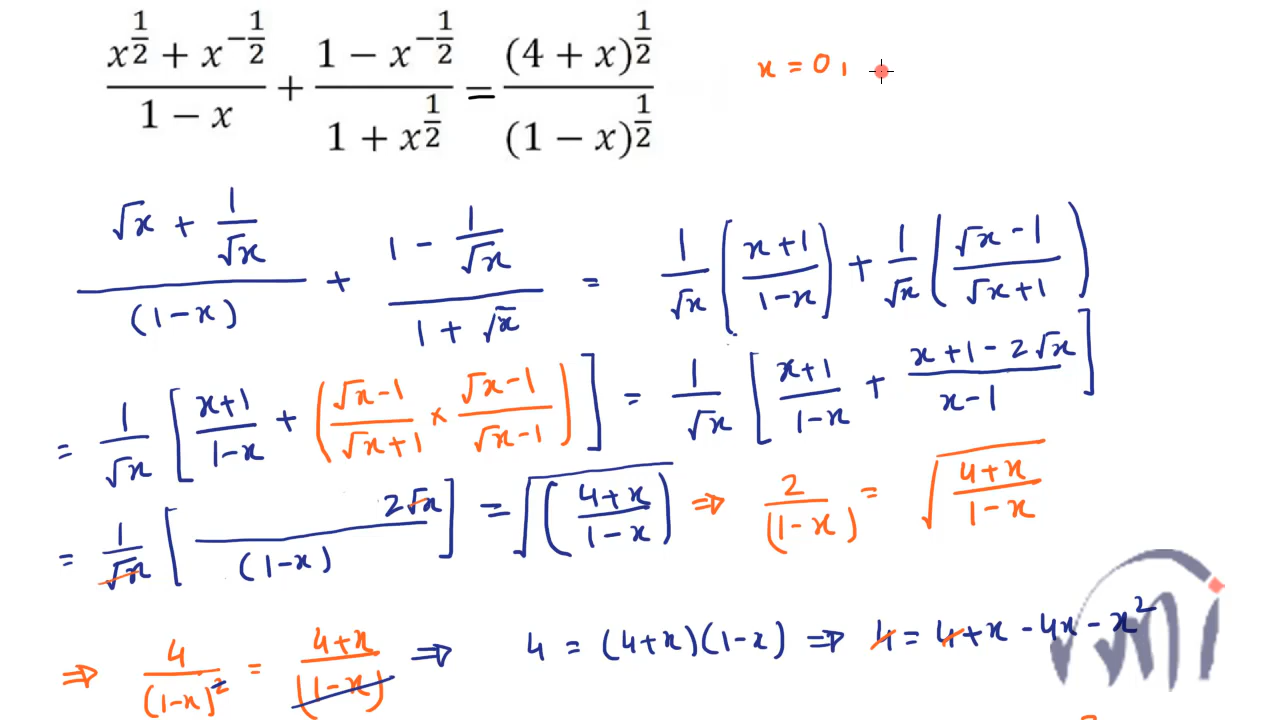 (x^(1/2) + x^(-1/2))/(1 − x) + (1 − x^(-1/2))/(1 + x^(1/2)) = (4 + x)^(1/2)/(1 − x)^(1/2)    x = 0,
(√x + 1/√x)/(1−x) + (1 − 1/√x)/(1 + √x) = 1/√x ((x+1)/(1−x)) + 1/√x ((√x − 1)/(√x + 1))
= 1/√x [(x+1)/(1−x) + ((√x−1)/(√x+1) × (√x−1)/(√x−1))] = 1/√x [(x+1)/(1−x) + (x+1−2√x)/(x−1)]
= 1/√x [2√x/(1−x)] = √((4+x)/(1−x)) ⇒ 2/(1−x) = √((4+x)/(1−x))
⇒ 4/(1−x)² = (4+x)/(1−x) ⇒ 4 = (4+x)(1−x) ⇒ 4 = 4+x − 4x − x²